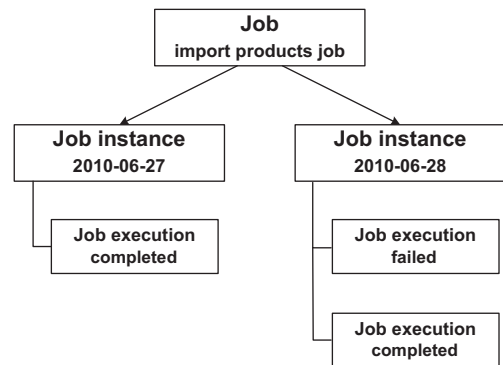 Job
import products job
Job instance
2010-06-27
Job instance
2010-06-28
Job execution
completed
Job execution
failed
Job execution
completed